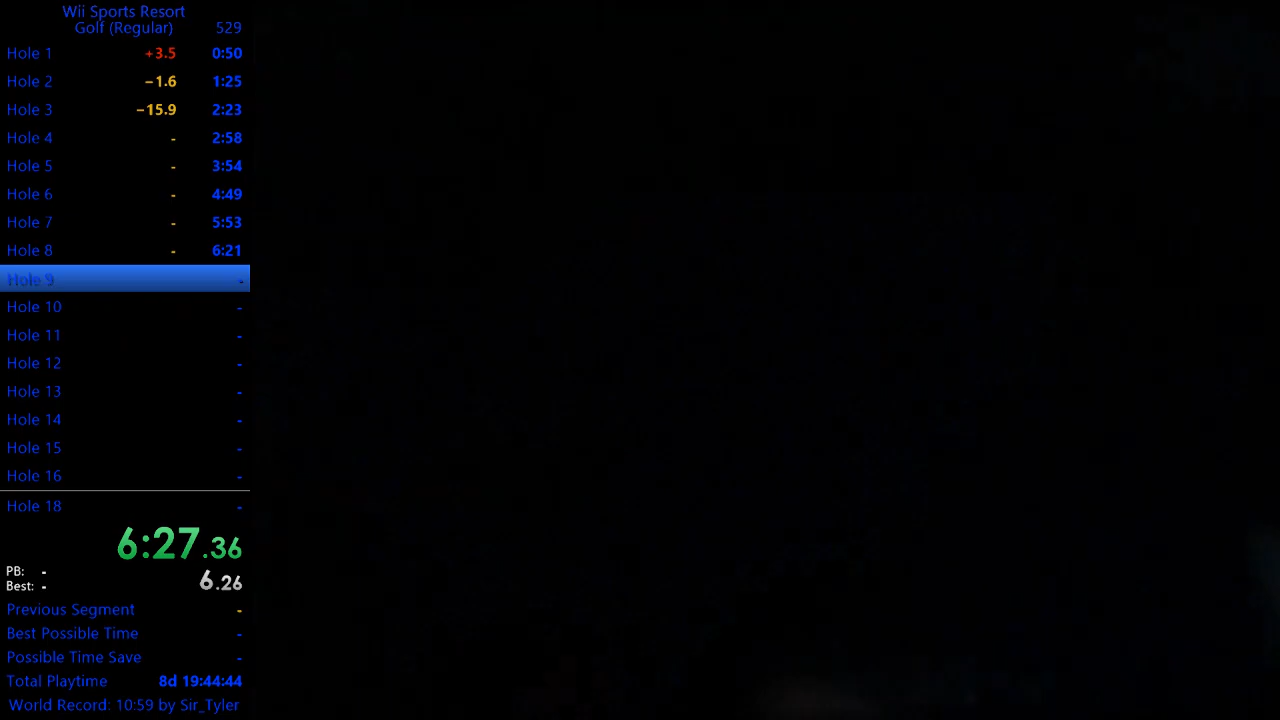 Wii Sports Resort
Golf (Regular) 529
Hole 1 +3.5 0:50
Hole 2 −1.6 1:25
Hole 3 −15.9 2:23
Hole 4 - 2:58
Hole 5 - 3:54
Hole 6 - 4:49
Hole 7 - 5:53
Hole 8 - 6:21
Hole 9 -
Hole 10 -
Hole 11 -
Hole 12 -
Hole 13 -
Hole 14 -
Hole 15 -
Hole 16 -
Hole 18 -
6:27.36
PB: -
Best: - 6.26
Previous Segment -
Best Possible Time -
Possible Time Save -
Total Playtime 8d 19:44:44
World Record: 10:59 by Sir_Tyler